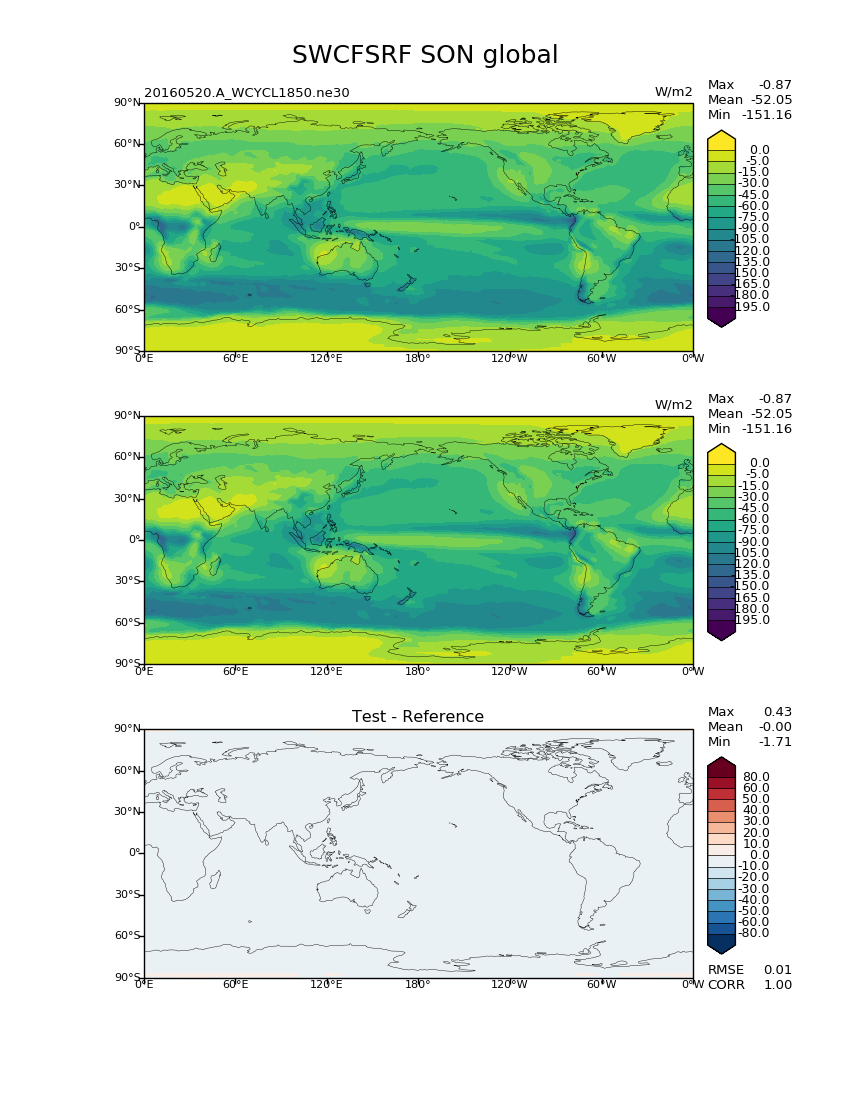 SWCFSRF SON global
20160520.A_WCYCL1850.ne30 W/m2
Max -0.87
Mean -52.05
Min -151.16
90°N
60°N
30°N
0°
30°S
60°S
90°S
0°E 60°E 120°E 180° 120°W 60°W 0°W
0.0
-5.0
-15.0
-30.0
-45.0
-60.0
-75.0
-90.0
-105.0
-120.0
-135.0
-150.0
-165.0
-180.0
-195.0
W/m2
Max -0.87
Mean -52.05
Min -151.16
90°N
60°N
30°N
0°
30°S
60°S
90°S
0°E 60°E 120°E 180° 120°W 60°W 0°W
0.0
-5.0
-15.0
-30.0
-45.0
-60.0
-75.0
-90.0
-105.0
-120.0
-135.0
-150.0
-165.0
-180.0
-195.0
Test - Reference
Max 0.43
Mean -0.00
Min -1.71
90°N
60°N
30°N
0°
30°S
60°S
90°S
0°E 60°E 120°E 180° 120°W 60°W 0°W
80.0
60.0
50.0
40.0
30.0
20.0
10.0
0.0
-10.0
-20.0
-30.0
-40.0
-50.0
-60.0
-80.0
RMSE 0.01
CORR 1.00